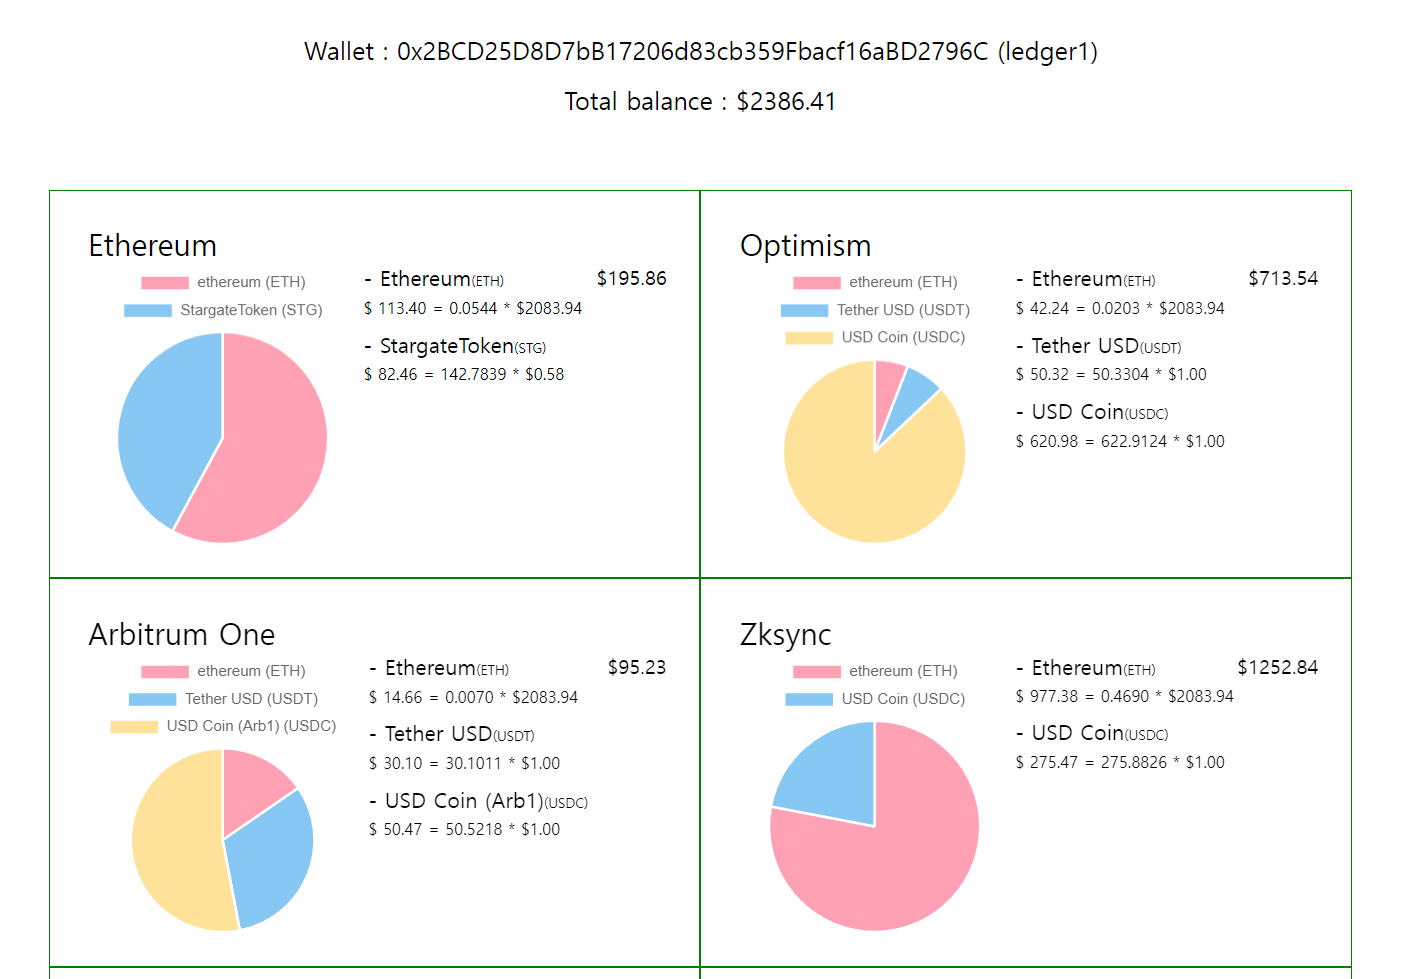 Wallet : 0x2BCD25D8D7bB17206d83cb359Fbacf16aBD2796C (ledger1)
Total balance : $2386.41
Ethereum
ethereum (ETH)
StargateToken (STG)
- Ethereum(ETH) $195.86
$ 113.40 = 0.0544 * $2083.94
- StargateToken(STG)
$ 82.46 = 142.7839 * $0.58
Optimism
ethereum (ETH)
Tether USD (USDT)
USD Coin (USDC)
- Ethereum(ETH) $713.54
$ 42.24 = 0.0203 * $2083.94
- Tether USD(USDT)
$ 50.32 = 50.3304 * $1.00
- USD Coin(USDC)
$ 620.98 = 622.9124 * $1.00
Arbitrum One
ethereum (ETH)
Tether USD (USDT)
USD Coin (Arb1) (USDC)
- Ethereum(ETH) $95.23
$ 14.66 = 0.0070 * $2083.94
- Tether USD(USDT)
$ 30.10 = 30.1011 * $1.00
- USD Coin (Arb1)(USDC)
$ 50.47 = 50.5218 * $1.00
Zksync
ethereum (ETH)
USD Coin (USDC)
- Ethereum(ETH) $1252.84
$ 977.38 = 0.4690 * $2083.94
- USD Coin(USDC)
$ 275.47 = 275.8826 * $1.00